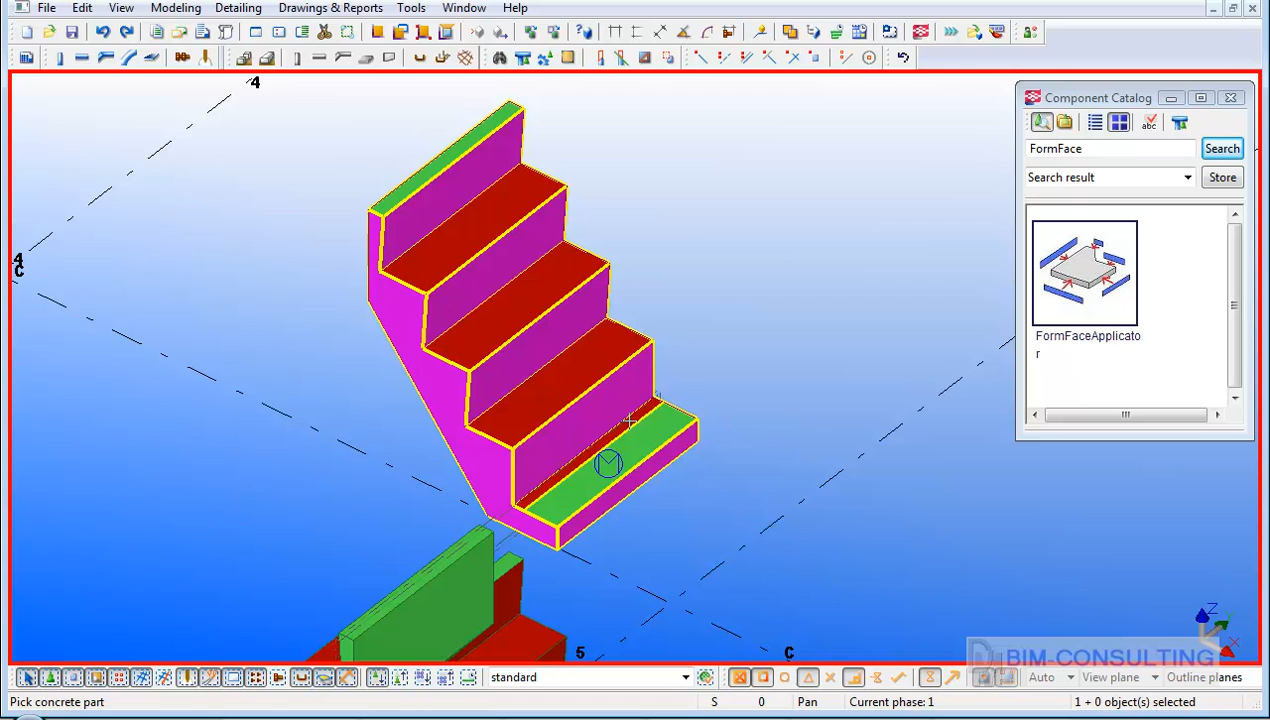 File Edit View Modeling Detailing Drawings & Reports Tools Window Help
4
Component Catalog
abc
FormFace Search
Search result Store
FormFaceApplicato
r
4
C
Z
5
C
BIM-CONSULTING
standard
Auto View plane Outline planes
Pick concrete part S 0 Pan Current phase: 1 1 + 0 object(s) selected